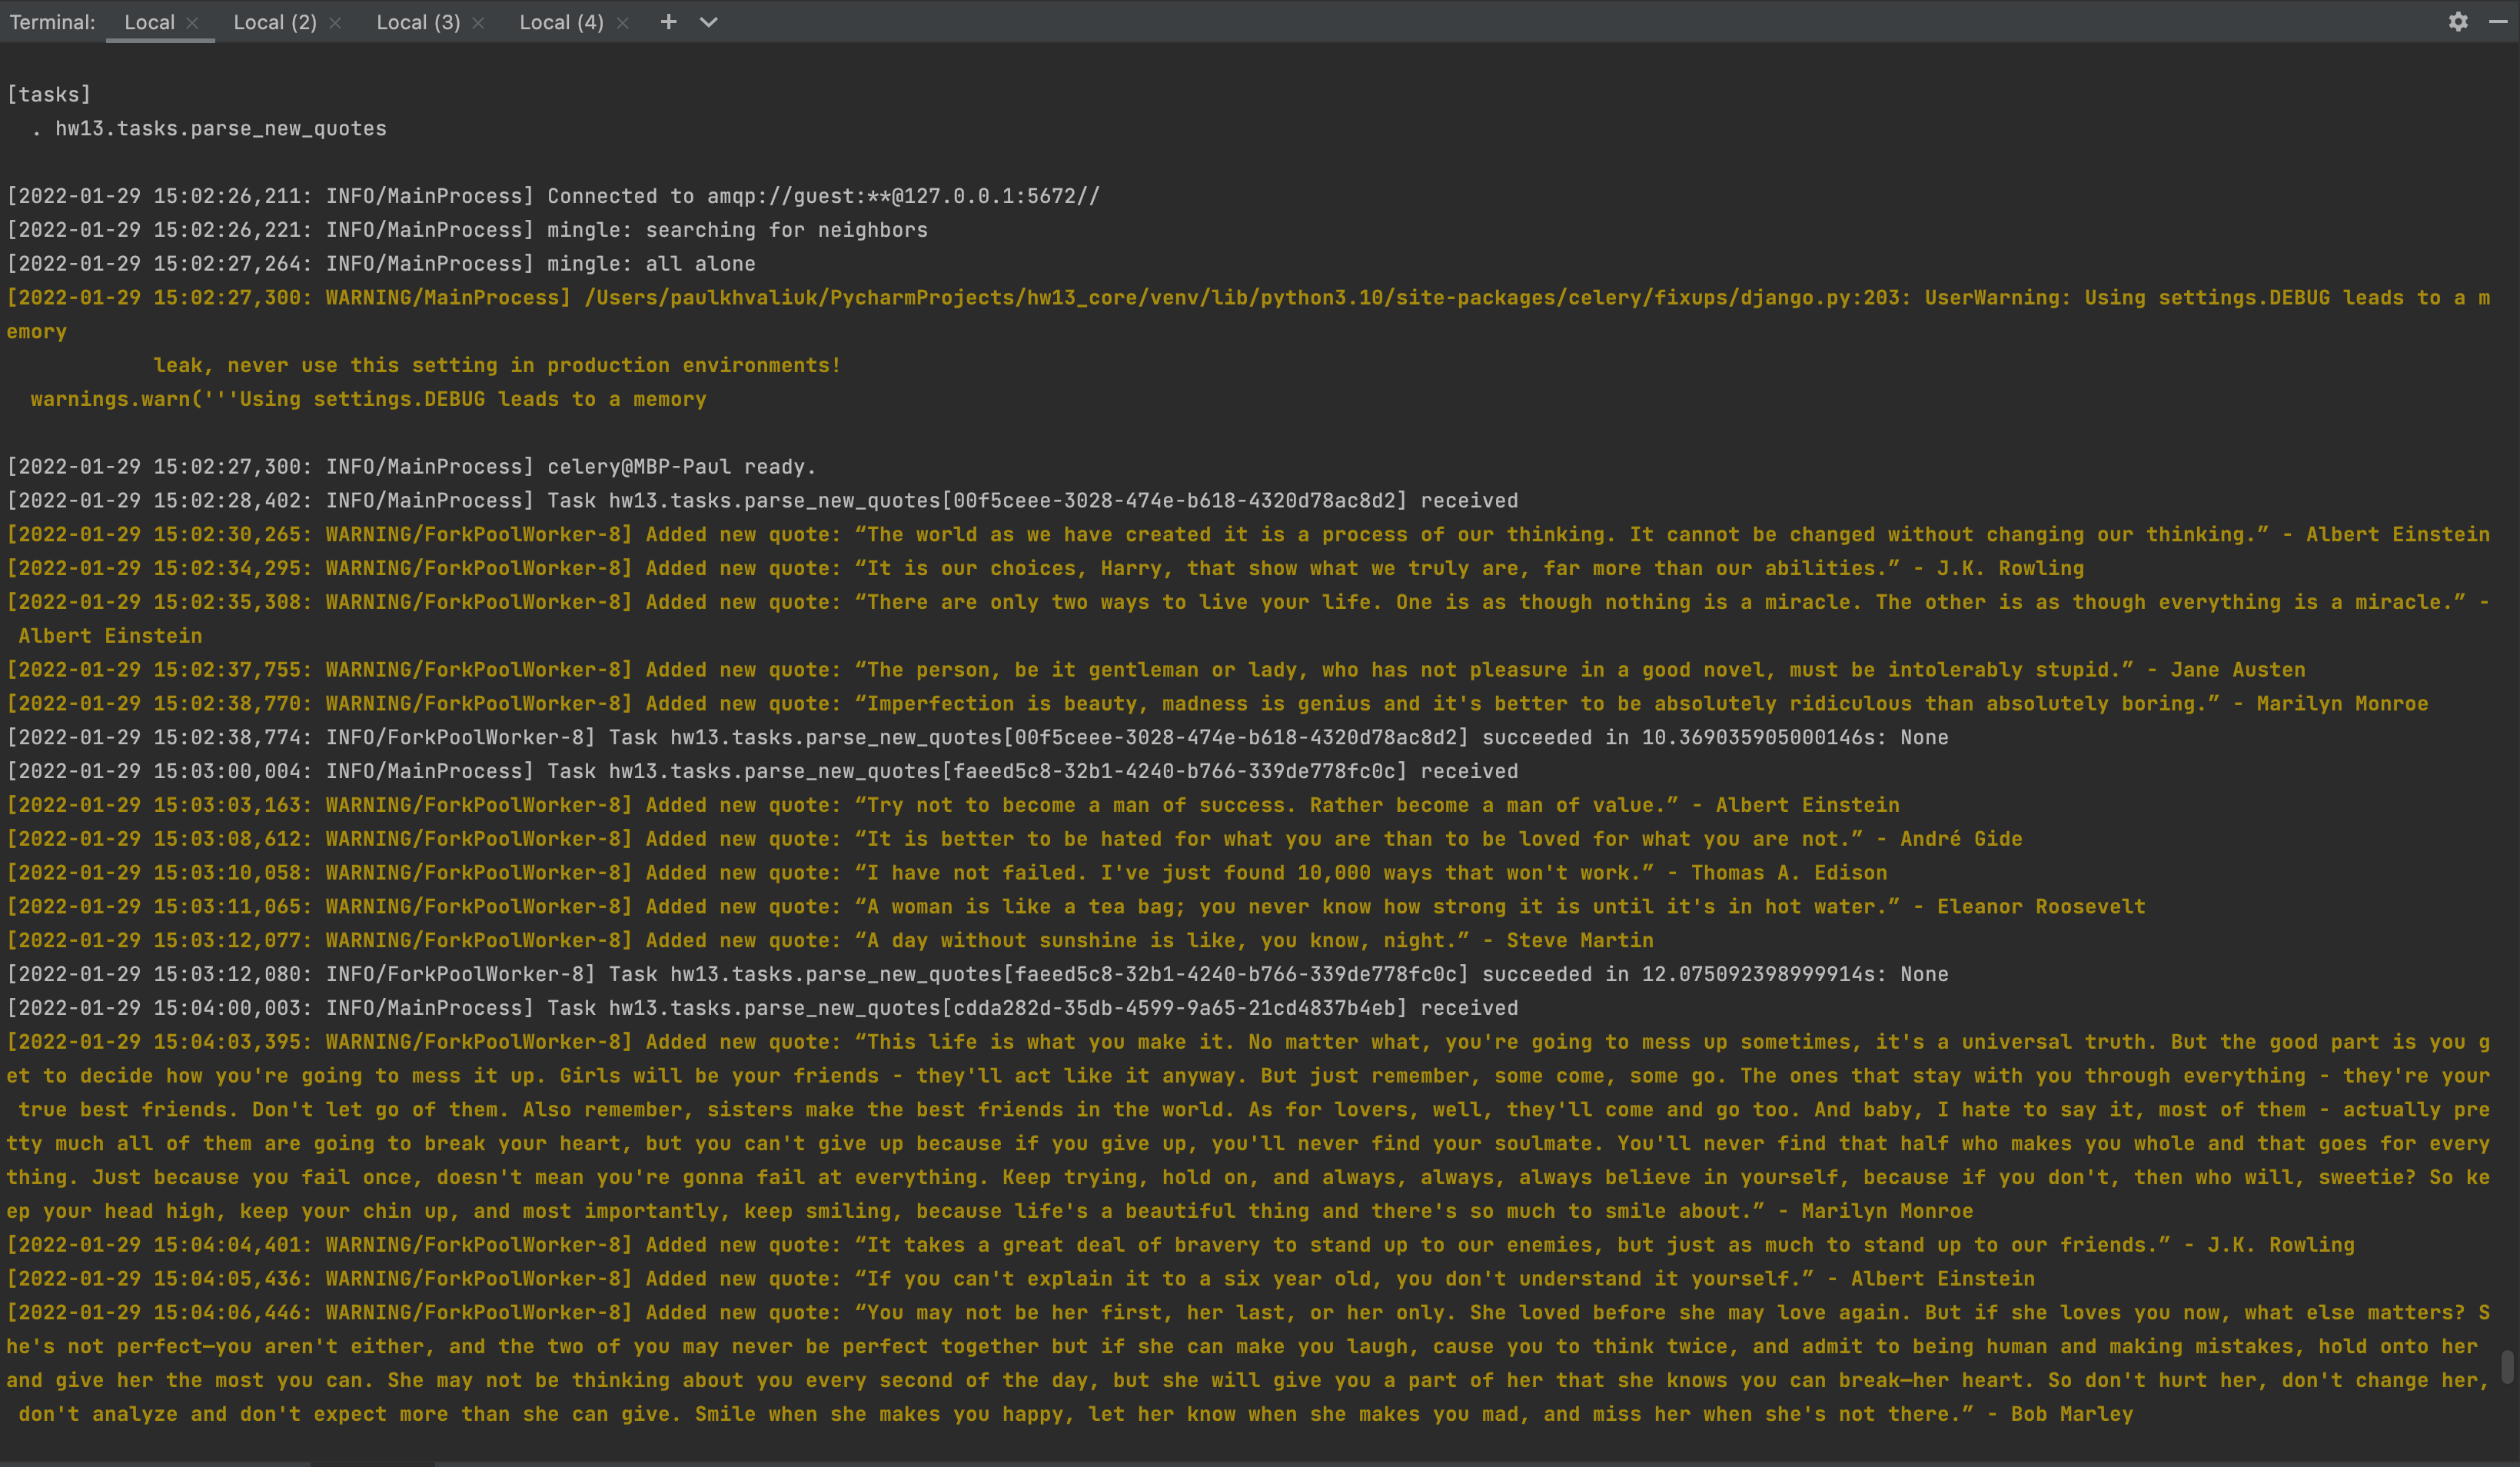 Terminal: Local × Local (2) × Local (3) × Local (4) × +
[tasks]
  . hw13.tasks.parse_new_quotes
[2022-01-29 15:02:26,211: INFO/MainProcess] Connected to amqp://guest:**@127.0.0.1:5672//
[2022-01-29 15:02:26,221: INFO/MainProcess] mingle: searching for neighbors
[2022-01-29 15:02:27,264: INFO/MainProcess] mingle: all alone
[2022-01-29 15:02:27,300: WARNING/MainProcess] /Users/paulkhvaliuk/PycharmProjects/hw13_core/venv/lib/python3.10/site-packages/celery/fixups/django.py:203: UserWarning: Using settings.DEBUG leads to a m
emory
            leak, never use this setting in production environments!
  warnings.warn('''Using settings.DEBUG leads to a memory
[2022-01-29 15:02:27,300: INFO/MainProcess] celery@MBP-Paul ready.
[2022-01-29 15:02:28,402: INFO/MainProcess] Task hw13.tasks.parse_new_quotes[00f5ceee-3028-474e-b618-4320d78ac8d2] received
[2022-01-29 15:02:30,265: WARNING/ForkPoolWorker-8] Added new quote: “The world as we have created it is a process of our thinking. It cannot be changed without changing our thinking.” - Albert Einstein
[2022-01-29 15:02:34,295: WARNING/ForkPoolWorker-8] Added new quote: “It is our choices, Harry, that show what we truly are, far more than our abilities.” - J.K. Rowling
[2022-01-29 15:02:35,308: WARNING/ForkPoolWorker-8] Added new quote: “There are only two ways to live your life. One is as though nothing is a miracle. The other is as though everything is a miracle.” -
 Albert Einstein
[2022-01-29 15:02:37,755: WARNING/ForkPoolWorker-8] Added new quote: “The person, be it gentleman or lady, who has not pleasure in a good novel, must be intolerably stupid.” - Jane Austen
[2022-01-29 15:02:38,770: WARNING/ForkPoolWorker-8] Added new quote: “Imperfection is beauty, madness is genius and it's better to be absolutely ridiculous than absolutely boring.” - Marilyn Monroe
[2022-01-29 15:02:38,774: INFO/ForkPoolWorker-8] Task hw13.tasks.parse_new_quotes[00f5ceee-3028-474e-b618-4320d78ac8d2] succeeded in 10.369035905000146s: None
[2022-01-29 15:03:00,004: INFO/MainProcess] Task hw13.tasks.parse_new_quotes[faeed5c8-32b1-4240-b766-339de778fc0c] received
[2022-01-29 15:03:03,163: WARNING/ForkPoolWorker-8] Added new quote: “Try not to become a man of success. Rather become a man of value.” - Albert Einstein
[2022-01-29 15:03:08,612: WARNING/ForkPoolWorker-8] Added new quote: “It is better to be hated for what you are than to be loved for what you are not.” - André Gide
[2022-01-29 15:03:10,058: WARNING/ForkPoolWorker-8] Added new quote: “I have not failed. I've just found 10,000 ways that won't work.” - Thomas A. Edison
[2022-01-29 15:03:11,065: WARNING/ForkPoolWorker-8] Added new quote: “A woman is like a tea bag; you never know how strong it is until it's in hot water.” - Eleanor Roosevelt
[2022-01-29 15:03:12,077: WARNING/ForkPoolWorker-8] Added new quote: “A day without sunshine is like, you know, night.” - Steve Martin
[2022-01-29 15:03:12,080: INFO/ForkPoolWorker-8] Task hw13.tasks.parse_new_quotes[faeed5c8-32b1-4240-b766-339de778fc0c] succeeded in 12.075092398999914s: None
[2022-01-29 15:04:00,003: INFO/MainProcess] Task hw13.tasks.parse_new_quotes[cdda282d-35db-4599-9a65-21cd4837b4eb] received
[2022-01-29 15:04:03,395: WARNING/ForkPoolWorker-8] Added new quote: “This life is what you make it. No matter what, you're going to mess up sometimes, it's a universal truth. But the good part is you g
et to decide how you're going to mess it up. Girls will be your friends - they'll act like it anyway. But just remember, some come, some go. The ones that stay with you through everything - they're your
 true best friends. Don't let go of them. Also remember, sisters make the best friends in the world. As for lovers, well, they'll come and go too. And baby, I hate to say it, most of them - actually pre
tty much all of them are going to break your heart, but you can't give up because if you give up, you'll never find your soulmate. You'll never find that half who makes you whole and that goes for every
thing. Just because you fail once, doesn't mean you're gonna fail at everything. Keep trying, hold on, and always, always, always believe in yourself, because if you don't, then who will, sweetie? So ke
ep your head high, keep your chin up, and most importantly, keep smiling, because life's a beautiful thing and there's so much to smile about.” - Marilyn Monroe
[2022-01-29 15:04:04,401: WARNING/ForkPoolWorker-8] Added new quote: “It takes a great deal of bravery to stand up to our enemies, but just as much to stand up to our friends.” - J.K. Rowling
[2022-01-29 15:04:05,436: WARNING/ForkPoolWorker-8] Added new quote: “If you can't explain it to a six year old, you don't understand it yourself.” - Albert Einstein
[2022-01-29 15:04:06,446: WARNING/ForkPoolWorker-8] Added new quote: “You may not be her first, her last, or her only. She loved before she may love again. But if she loves you now, what else matters? S
he's not perfect—you aren't either, and the two of you may never be perfect together but if she can make you laugh, cause you to think twice, and admit to being human and making mistakes, hold onto her
and give her the most you can. She may not be thinking about you every second of the day, but she will give you a part of her that she knows you can break—her heart. So don't hurt her, don't change her,
 don't analyze and don't expect more than she can give. Smile when she makes you happy, let her know when she makes you mad, and miss her when she's not there.” - Bob Marley